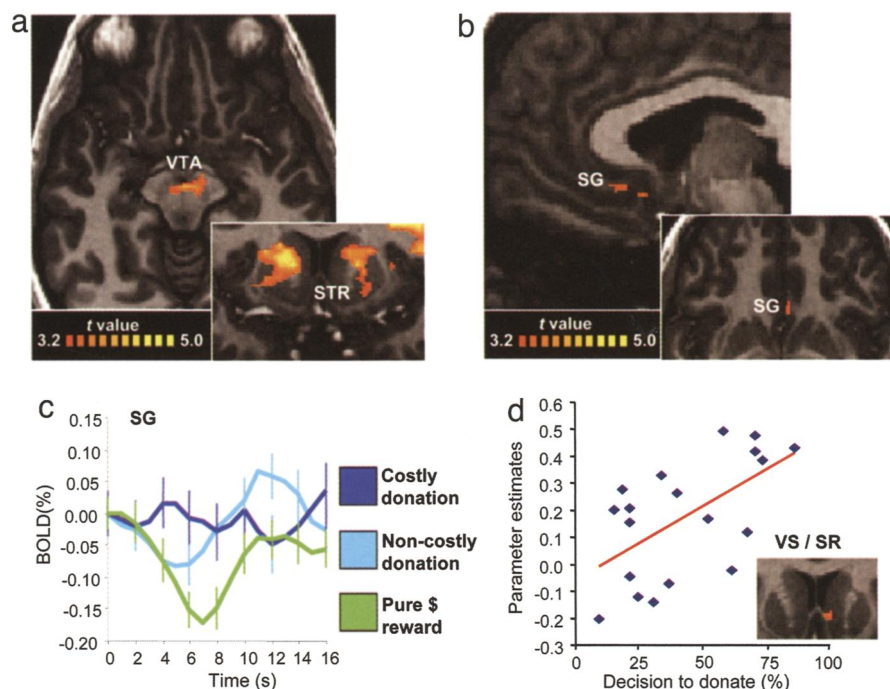 a
VTA
STR
t value
3.2 5.0
b
SG
SG
t value
3.2 5.0
c
SG
BOLD(%)
0.15
0.10
0.05
0.00
-0.05
-0.10
-0.15
-0.20
0 2 4 6 8 10 12 14 16
Time (s)
Costly
donation
Non-costly
donation
Pure $
reward
d
Parameter estimates
0.6
0.5
0.4
0.3
0.2
0.1
0.0
-0.1
-0.2
-0.3
0 25 50 75 100
Decision to donate (%)
VS / SR